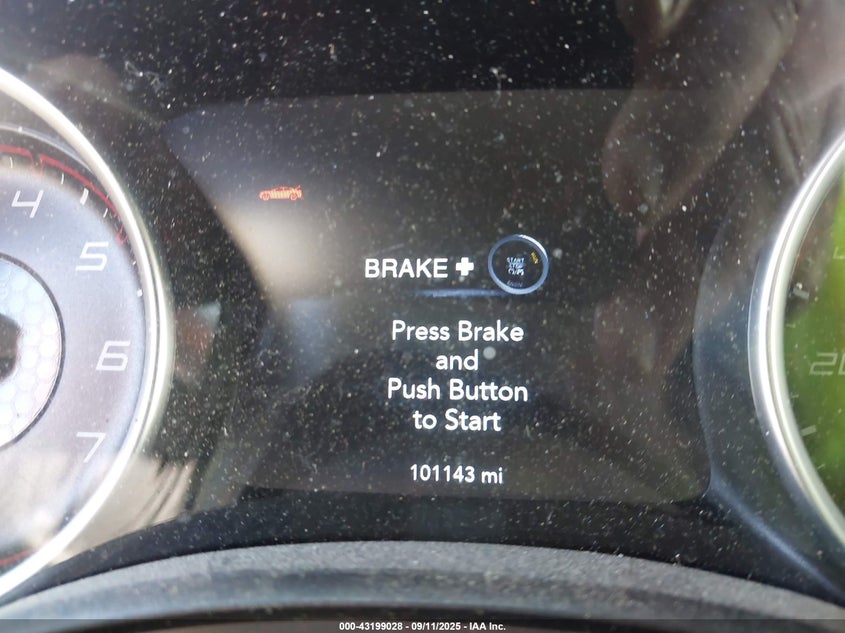 4
5
6
7
BRAKE + START STOP RUN
Press Brake
and
Push Button
to Start
101143 mi
000-43199028 - 09/11/2025 - IAA Inc.